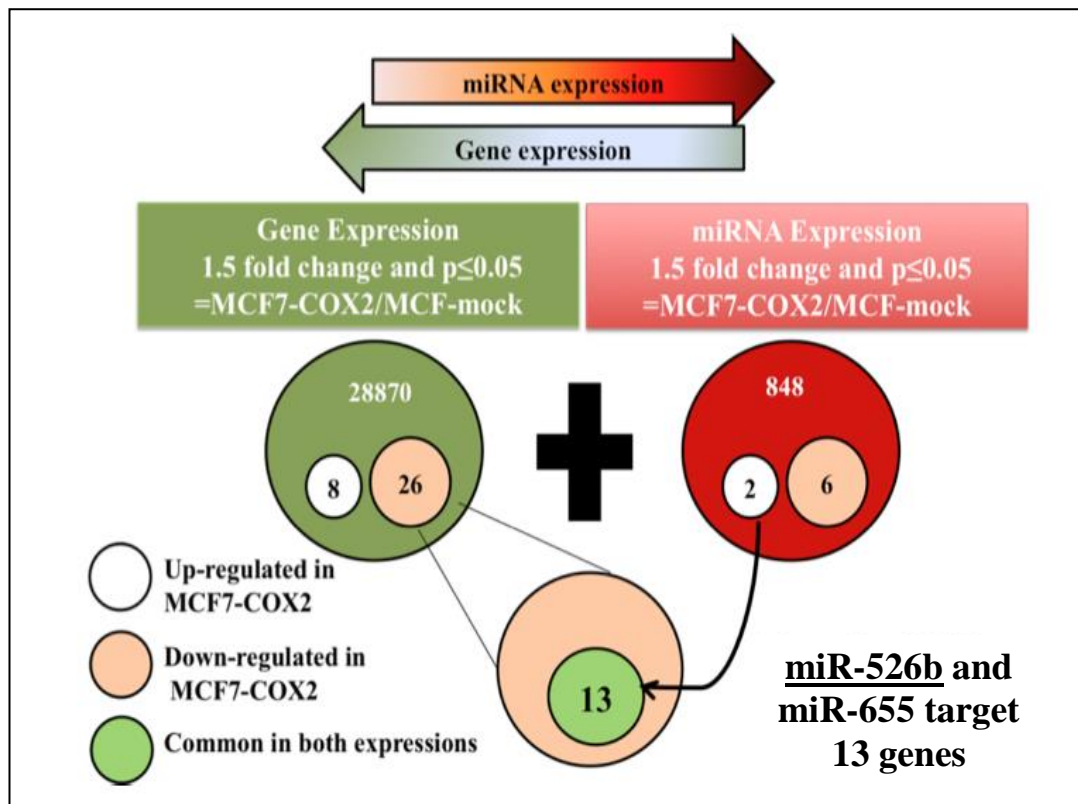 miRNA expression
Gene expression
Gene Expression
1.5 fold change and p≤0.05
=MCF7-COX2/MCF-mock
miRNA Expression
1.5 fold change and p≤0.05
=MCF7-COX2/MCF-mock
28870
8
26
848
2
6
Up-regulated in
MCF7-COX2
Down-regulated in
MCF7-COX2
Common in both expressions
13
miR-526b and
miR-655 target
13 genes